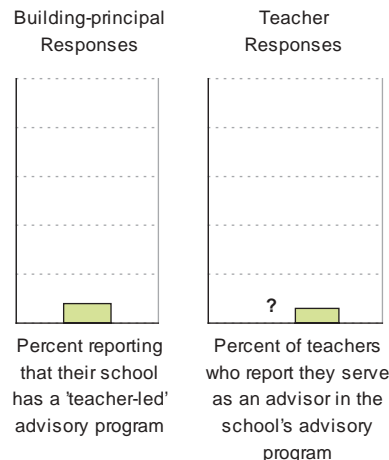 Building-principal
Responses
Teacher
Responses
?
Percent reporting
that their school
has a 'teacher-led'
advisory program
Percent of teachers
who report they serve
as an advisor in the
school's advisory
program